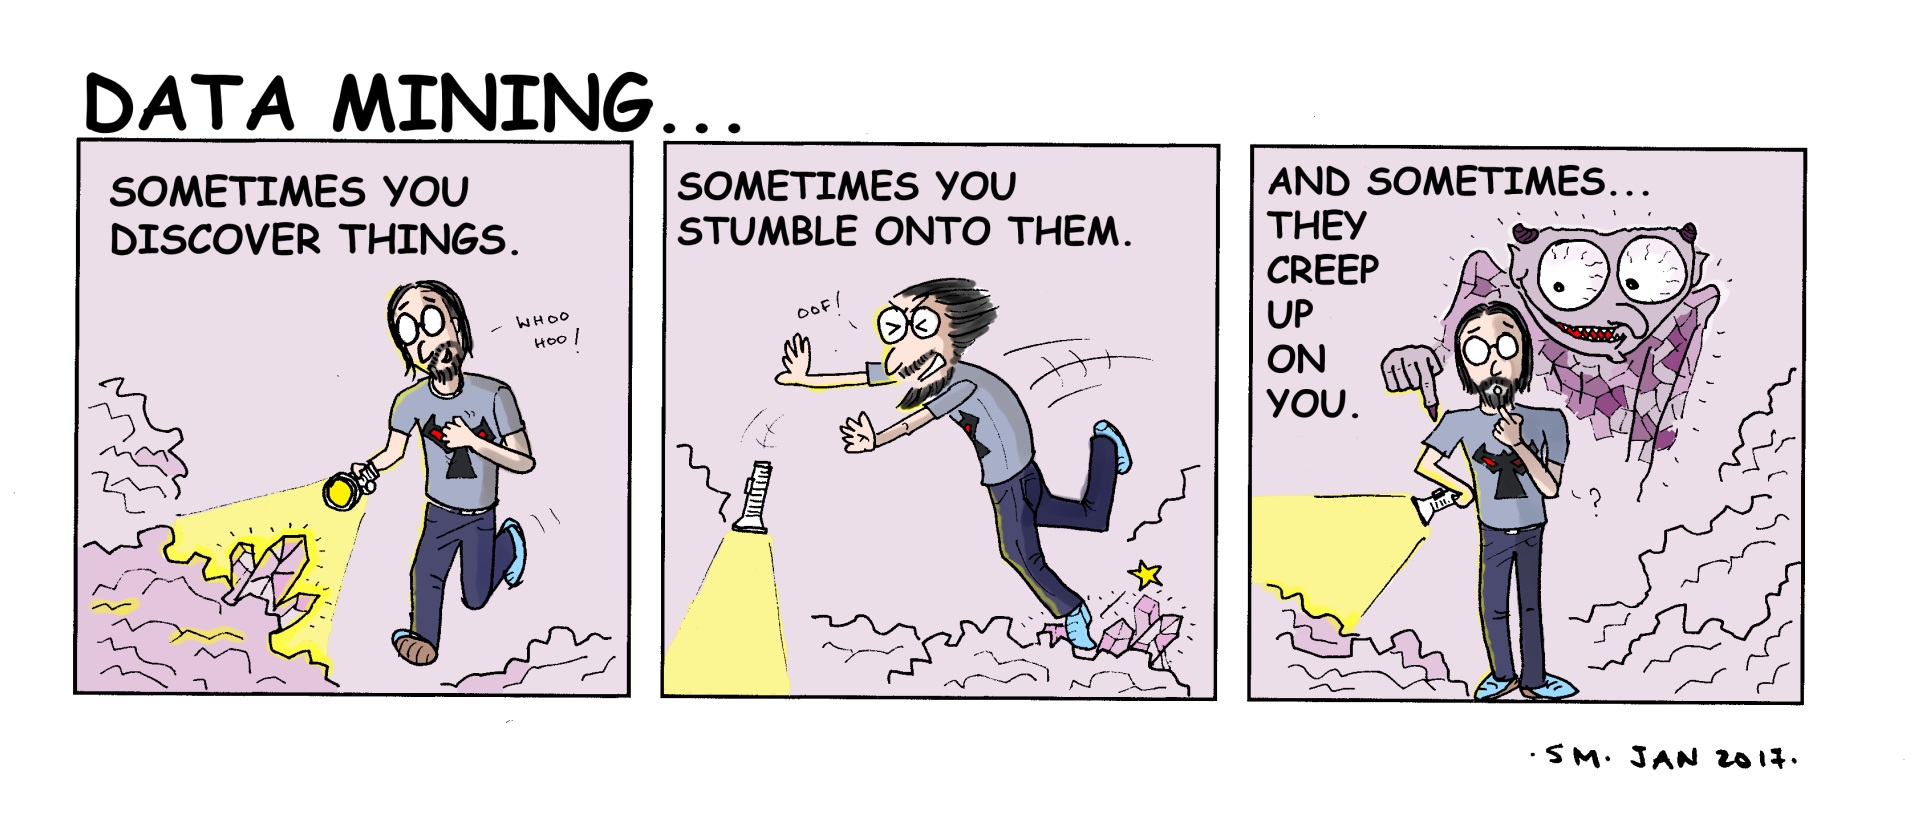 DATA MINING...
SOMETIMES YOU
DISCOVER THINGS.
WHOO
HOO!
SOMETIMES YOU
STUMBLE ONTO THEM.
OOF!
AND SOMETIMES...
THEY
CREEP
UP
ON
YOU.
?
.SM. JAN 2017.